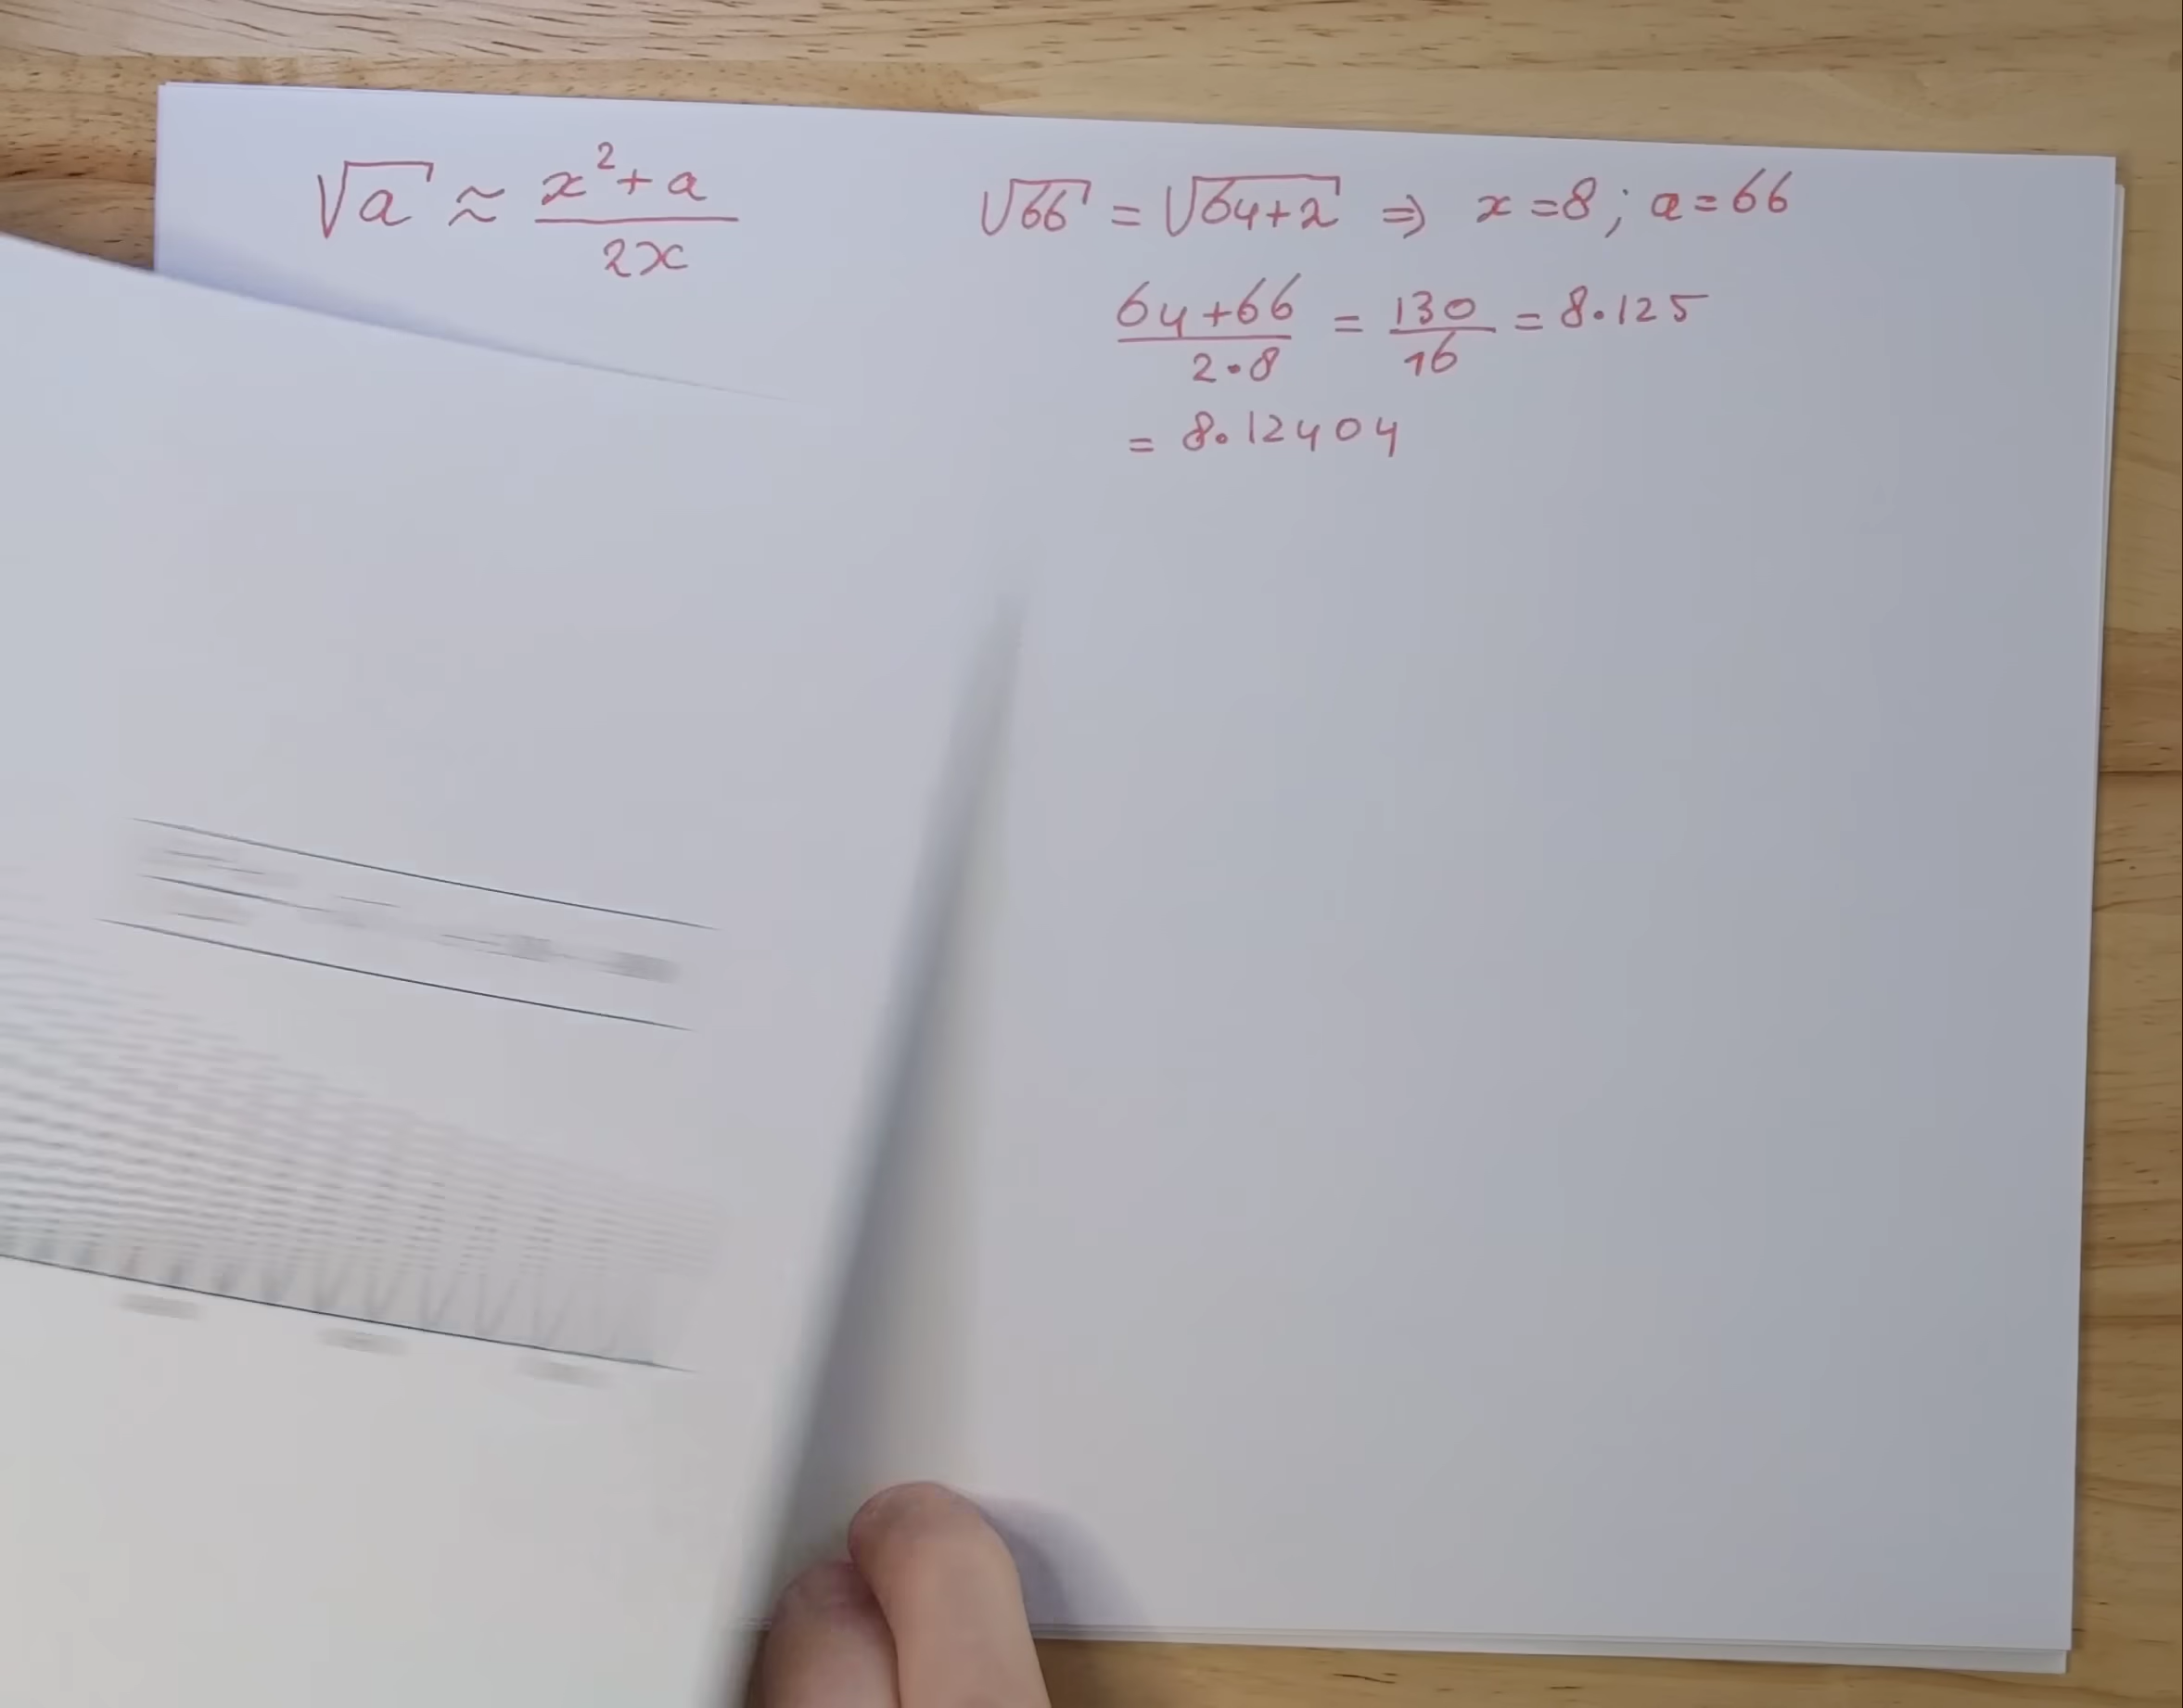 √a ≈ (x² + a)/(2x)
√66 = √(64+2) ⇒ x = 8 ; a = 66
(64+66)/(2·8) = 130/16 = 8.125
= 8.12404